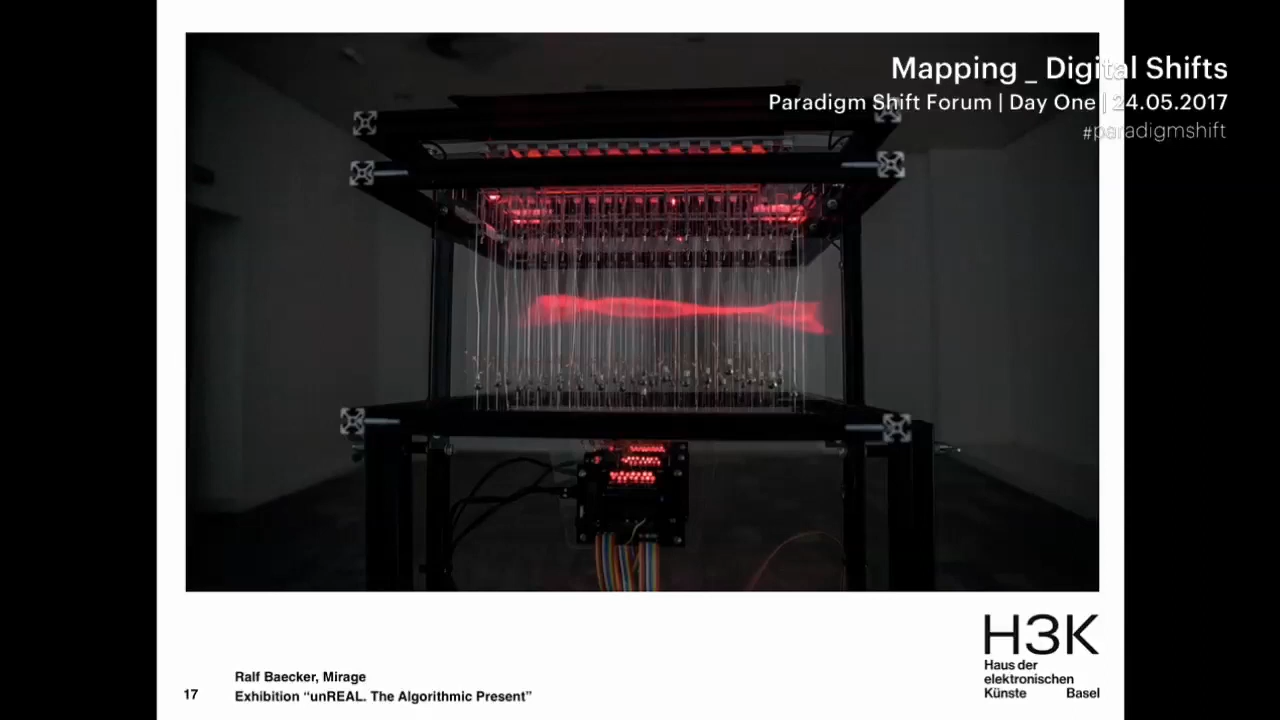 Mapping _ Digital Shifts
Paradigm Shift Forum | Day One | 24.05.2017
#paradigmshift
H3K
Haus der
elektronischen
Künste Basel
Ralf Baecker, Mirage
17 Exhibition “unREAL. The Algorithmic Present”